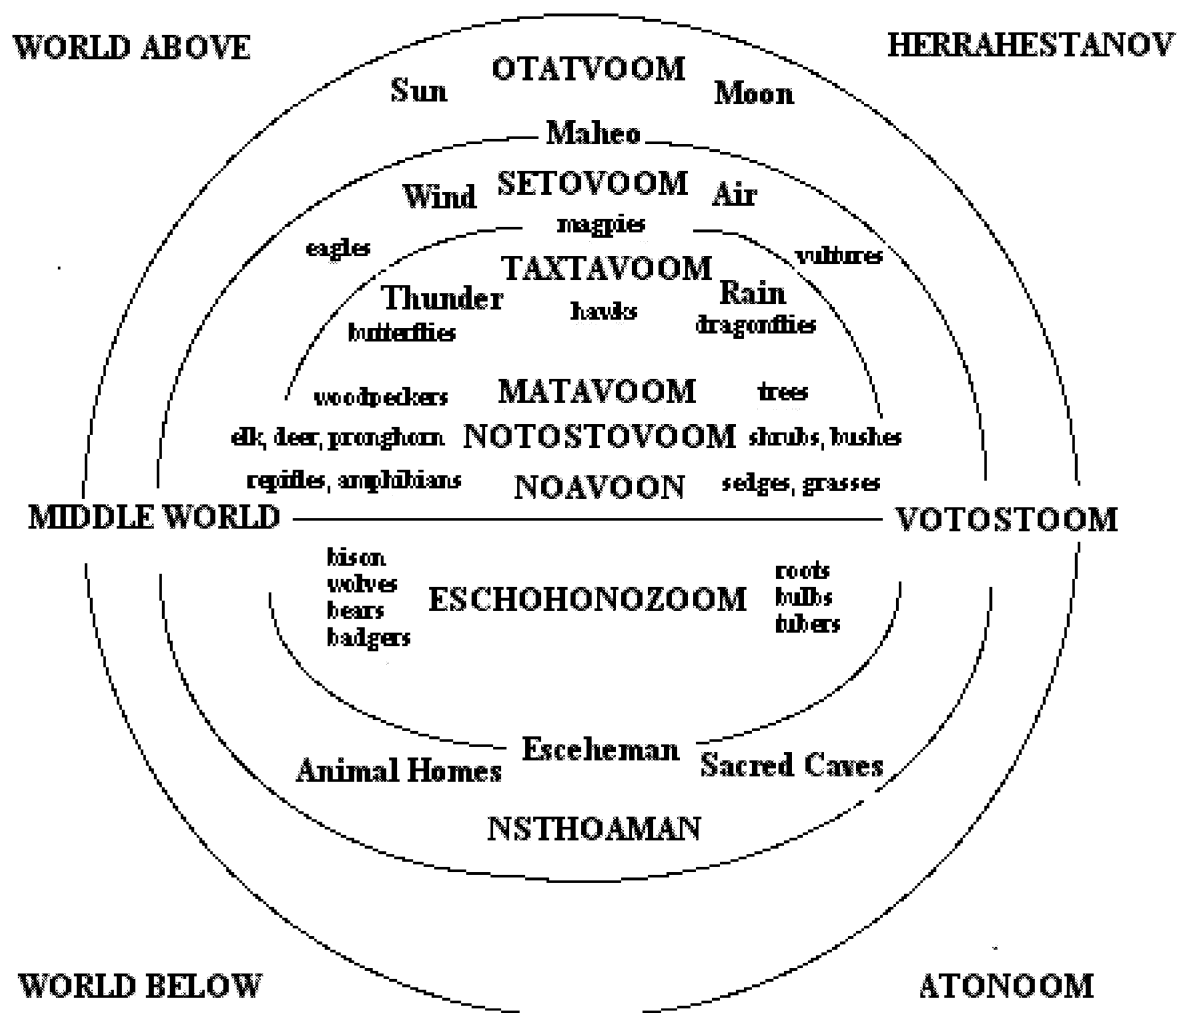 WORLD ABOVE
HERRAHESTANOV
OTATVOOM
Sun
Moon
Maheo
Wind
SETOVOOM
Air
magpies
eagles
vultures
TAXTAVOOM
Thunder
Rain
hawks
butterflies
dragonflies
woodpeckers
MATAVOOM
trees
elk, deer, pronghorn
NOTOSTOVOOM
shrubs, bushes
reptiles, amphibians
NOAVOON
sedges, grasses
MIDDLE WORLD
VOTOSTOOM
bison
wolves
bears
badgers
ESCHOHONOZOOM
roots
bulbs
tubers
Esceheman
Animal Homes
Sacred Caves
NSTHOAMAN
WORLD BELOW
ATONOOM